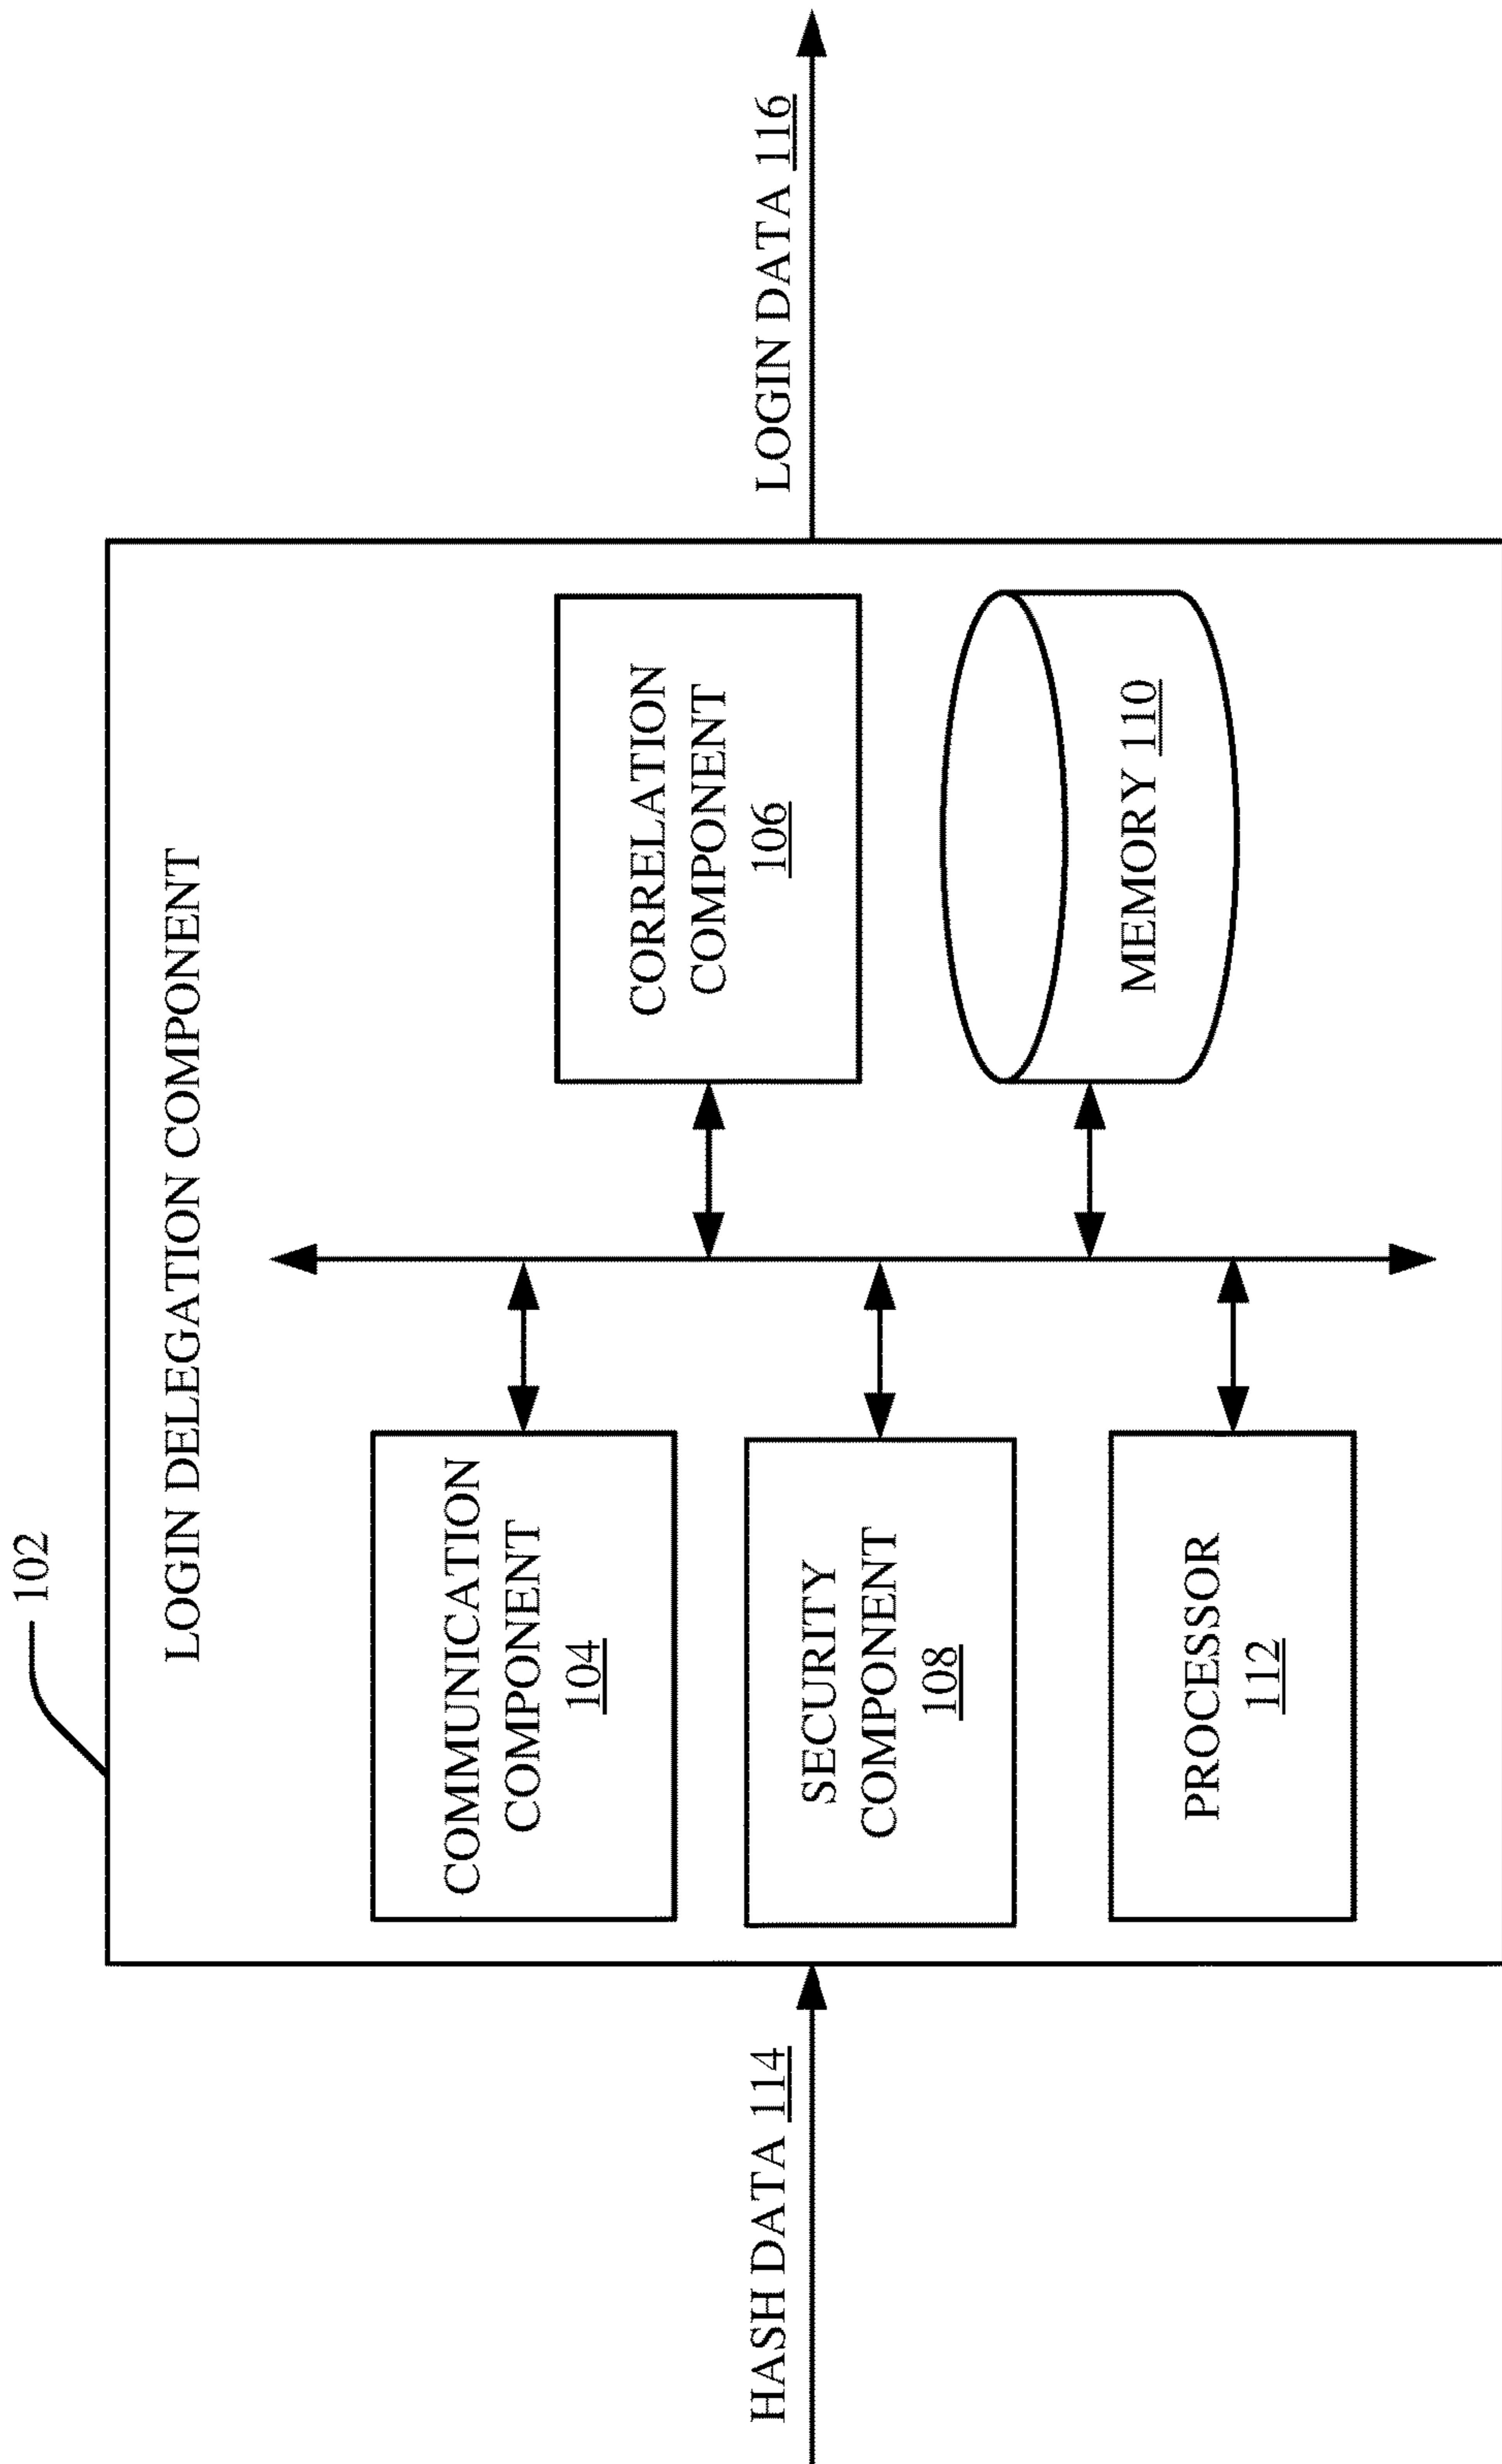 102
LOGIN DELEGATION COMPONENT
COMMUNICATION
COMPONENT
104
CORRELATION
COMPONENT
106
HASH DATA 114
SECURITY
COMPONENT
108
LOGIN DATA 116
PROCESSOR
112
MEMORY 110